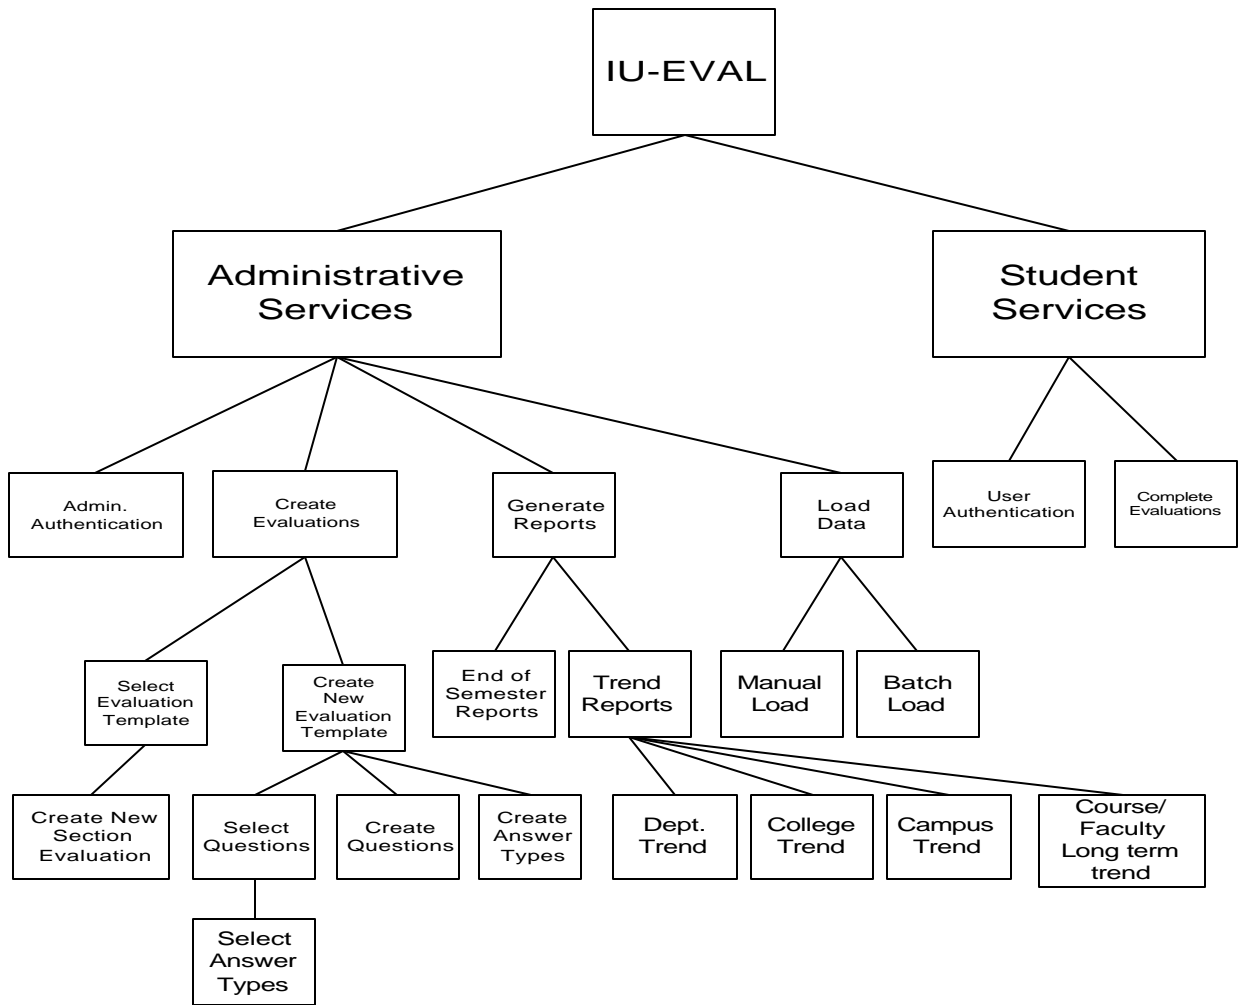 IU-EVAL
Administrative
Services
Student
Services
Admin.
Authentication
Create
Evaluations
Generate
Reports
Load
Data
User
Authentication
Complete
Evaluations
Select
Evaluation
Template
Create
New
Evaluation
Template
End of
Semester
Reports
Trend
Reports
Manual
Load
Batch
Load
Create New
Section
Evaluation
Select
Questions
Create
Questions
Create
Answer
Types
Dept.
Trend
College
Trend
Campus
Trend
Course/
Faculty
Long term
trend
Select
Answer
Types